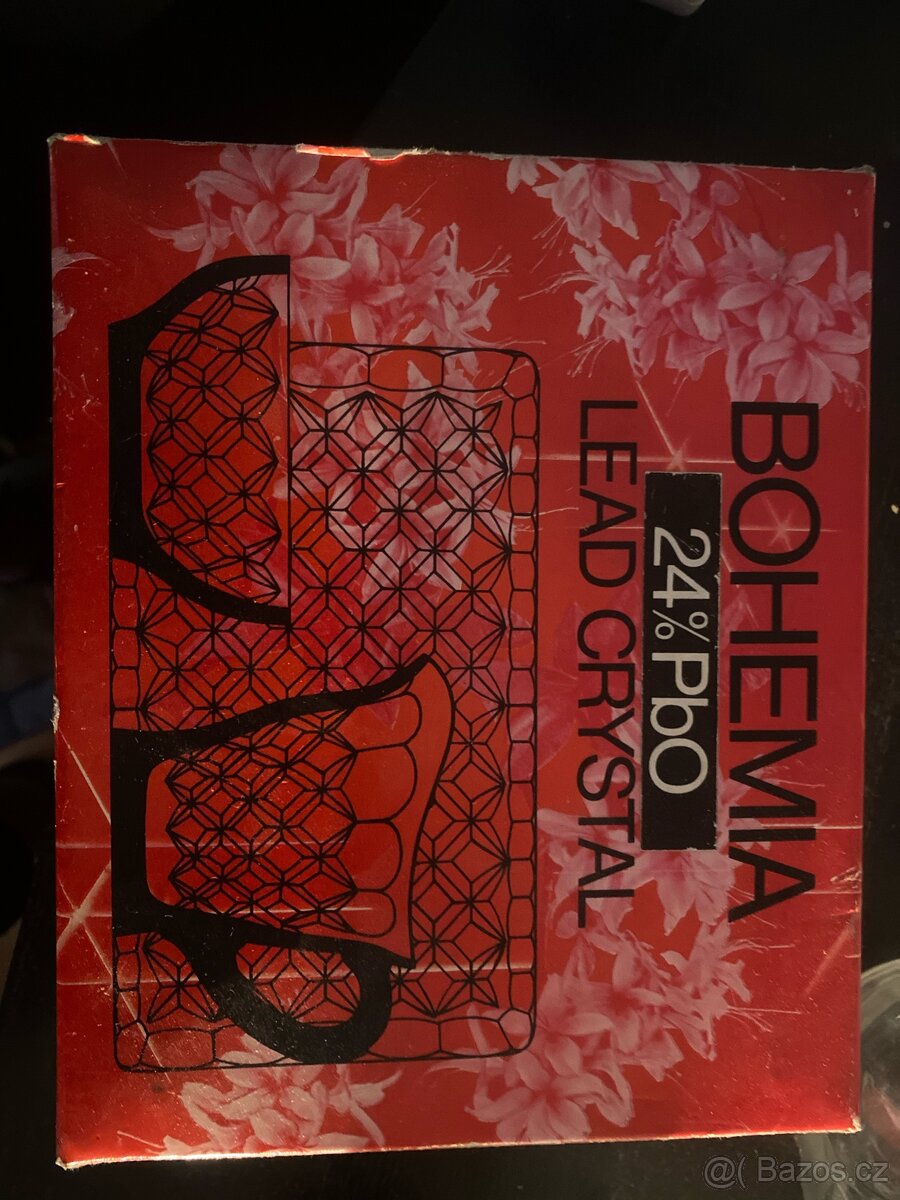 BOHEMIA
24% PbO
LEAD CRYSTAL
@( Bazos.cz